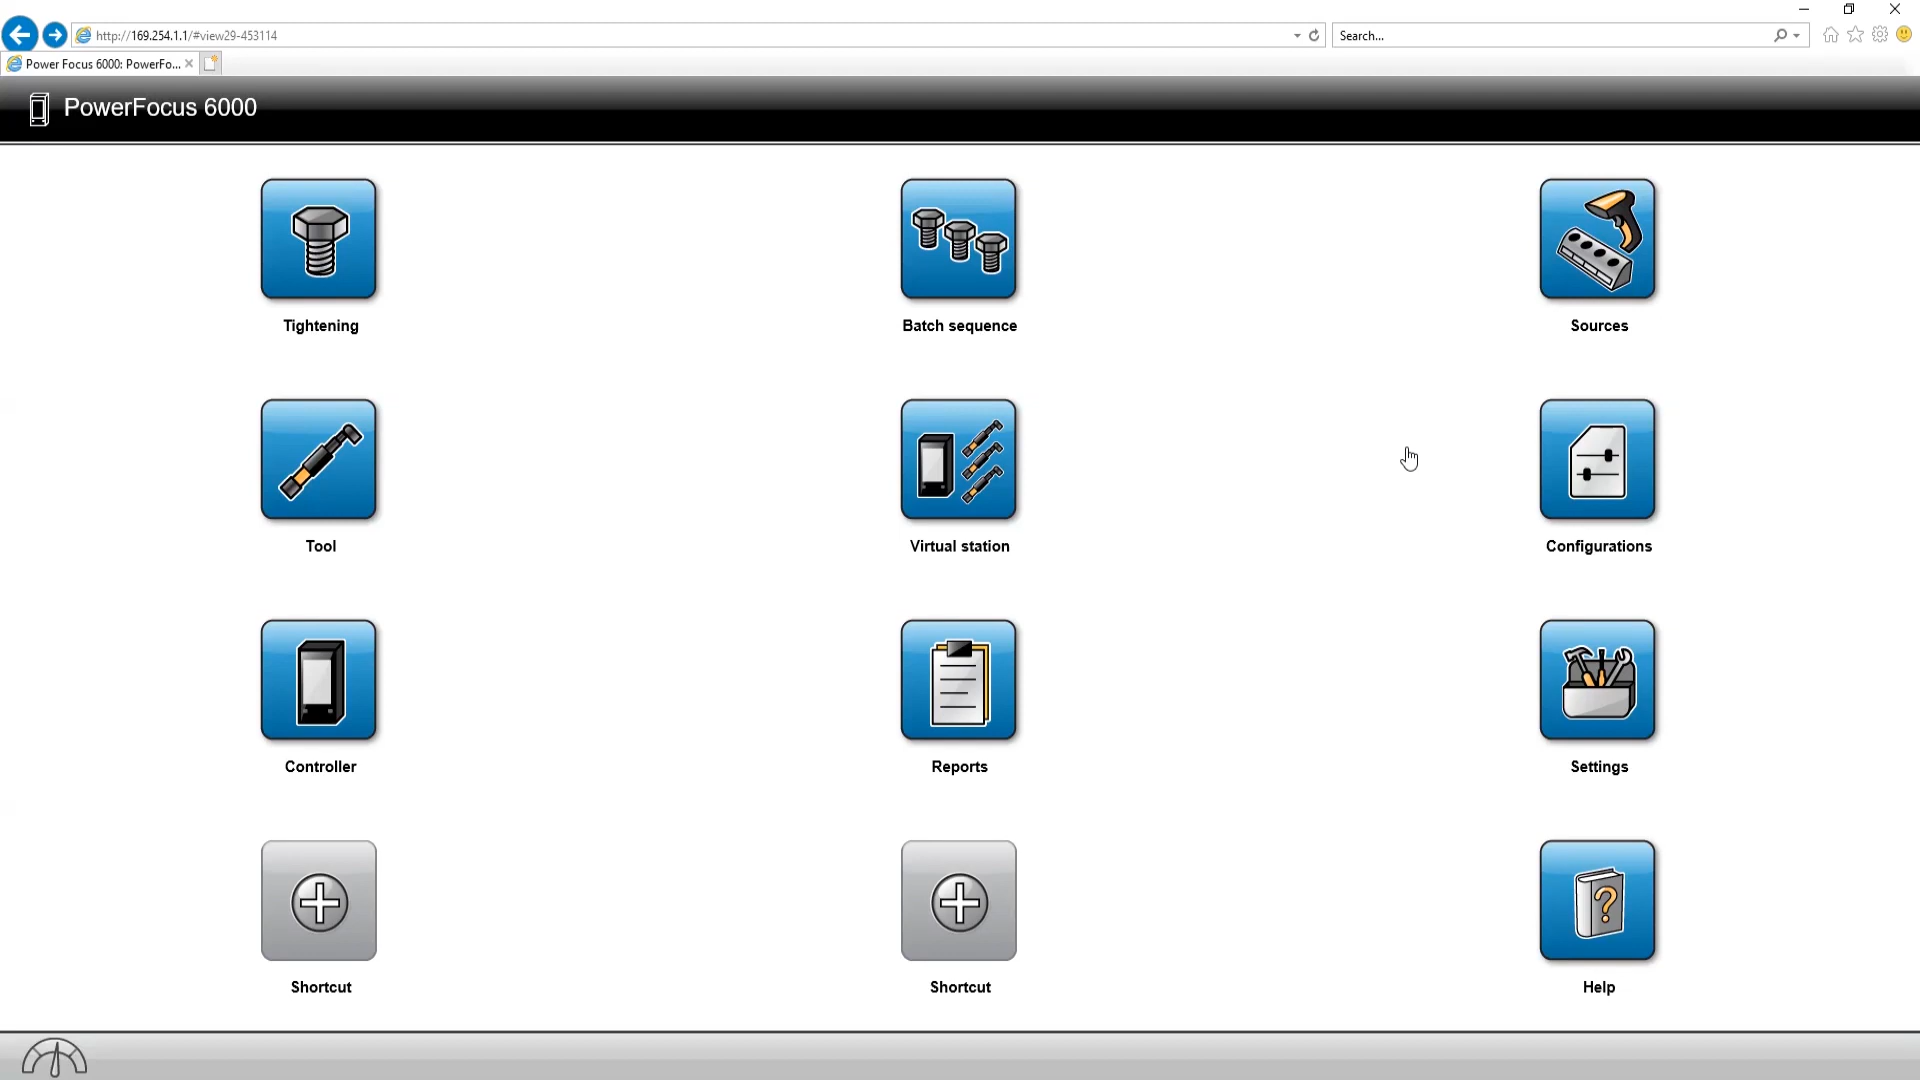 http://169.254.1.1/#view29-453114
Search...
Power Focus 6000: PowerFo...
PowerFocus 6000
Tightening
Batch sequence
Sources
Tool
Virtual station
Configurations
Controller
Reports
Settings
Shortcut
Shortcut
Help